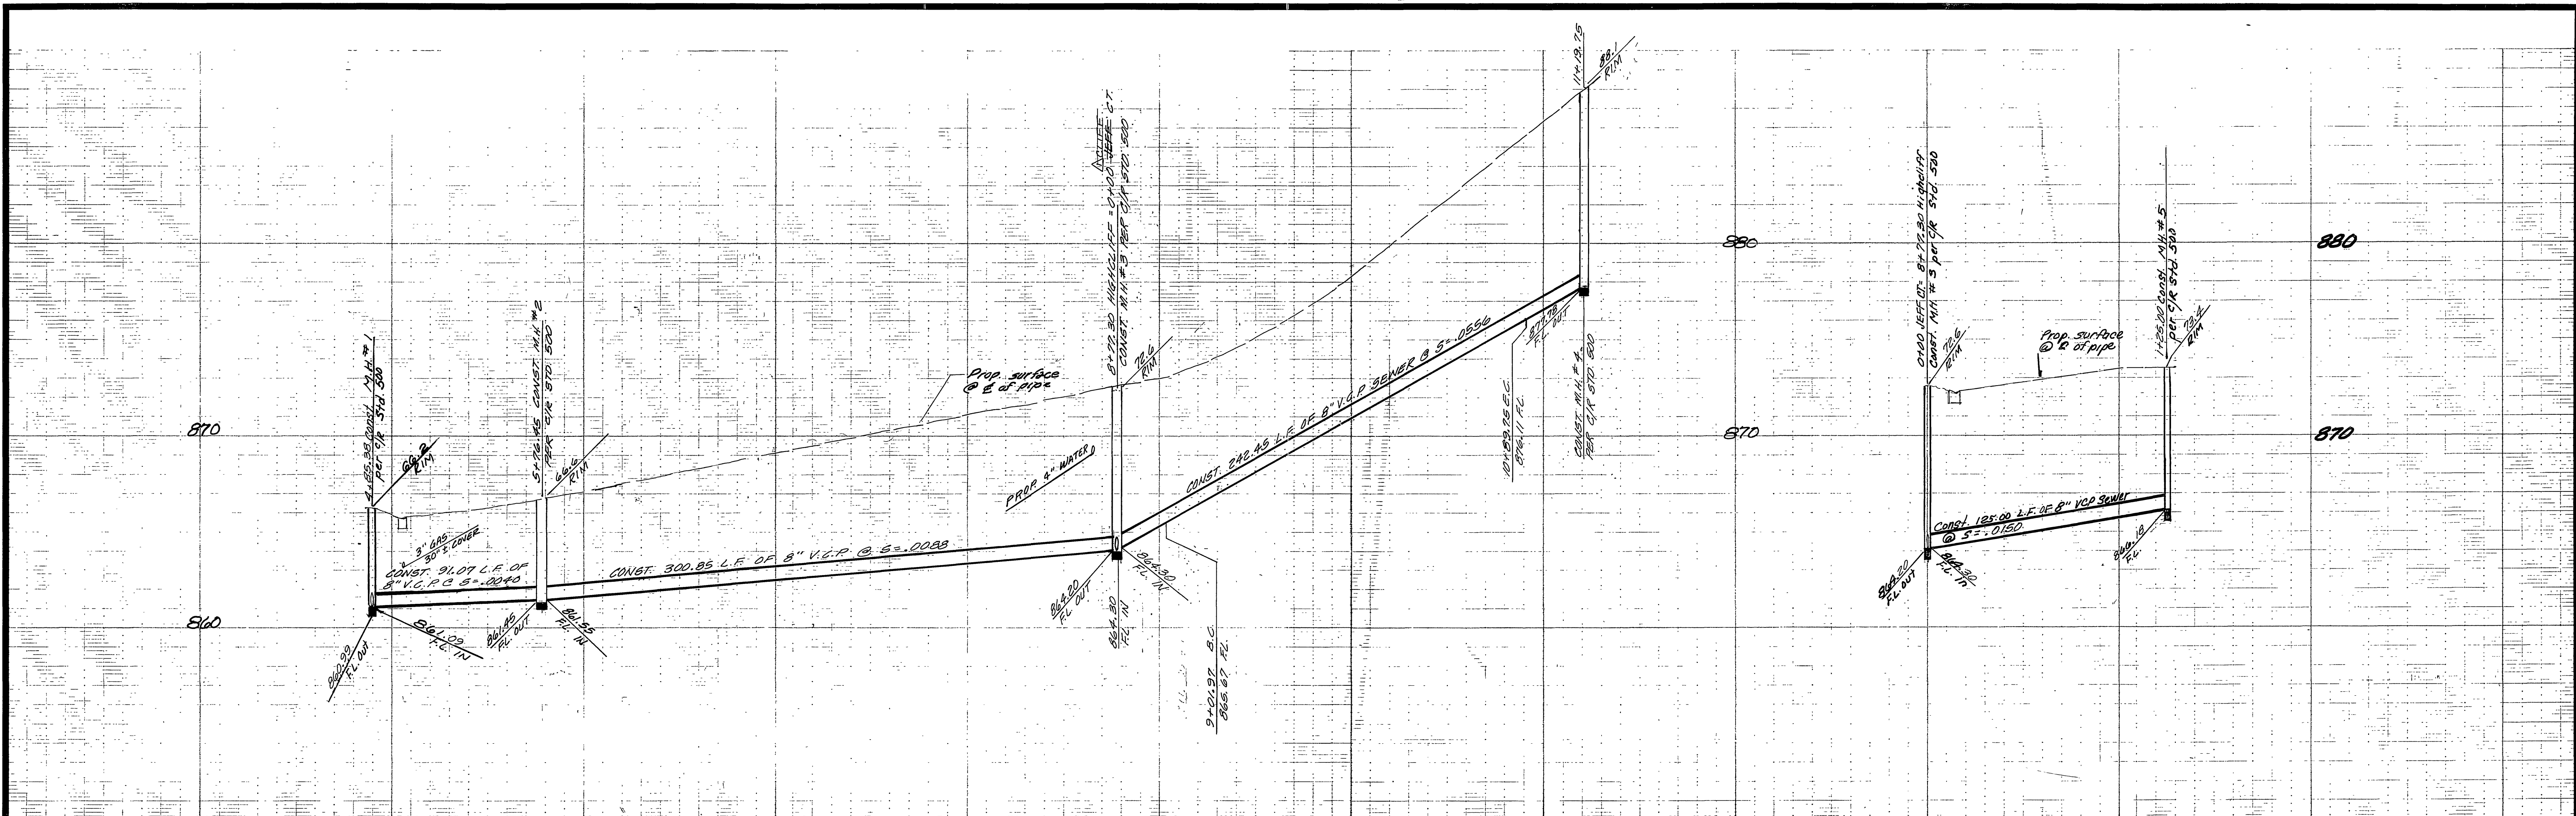 4+85.38 Const. M.H. # 1
per C/R Std. 500
66.2
RIM
870
860
3" GAS
30" ± COVER
CONST. 91.07 L.F. OF
8" V.C.P. @ S=.0040
860.99
F.L. OUT
861.09
F.L. IN
5+76.45 CONST. M.H. #2
PER C/R STD 500
66.6
RIM
861.45
F.L. OUT
861.55
F.L. IN
CONST. 300.85 L.F. OF 8" V.C.P. @ S=.0088
Prop. surface
@ ℄ of pipe
PROP. 4" WATER
8+77.30 HIGHCLIFF = 0+00 JEFF CT.
CONST. M.H. #3 PER C/R STD. 500
72.6
RIM
864.20
F.L. OUT
864.30
F.L. IN
864.30
F.L. IN
9+01.97 B.C.
865.67 F.L.
CONST. 242.45 L.F. OF 8" V.C.P. SEWER @ S=.0556
10+89.75 E.C.
876.11 F.L.
877.78
F.L. OUT
11+19.75
88.1
RIM
CONST. M.H. # 4
PER C/R STD. 500
880
870
0+00 JEFF CT= 8+77.30 Highcliff
Const. M.H. # 3 per C/R Std. 500
72.6
RIM
Prop. surface
@ ℄ of pipe
Const. 125.00 L.F. OF 8" VCP Sewer
@ S=.0150
864.20
F.L. OUT
864.30
F.L. In
1+25.00 Const. M.H. #5
per C/R Std. 500
RIM
866.18
F.L.
880
870